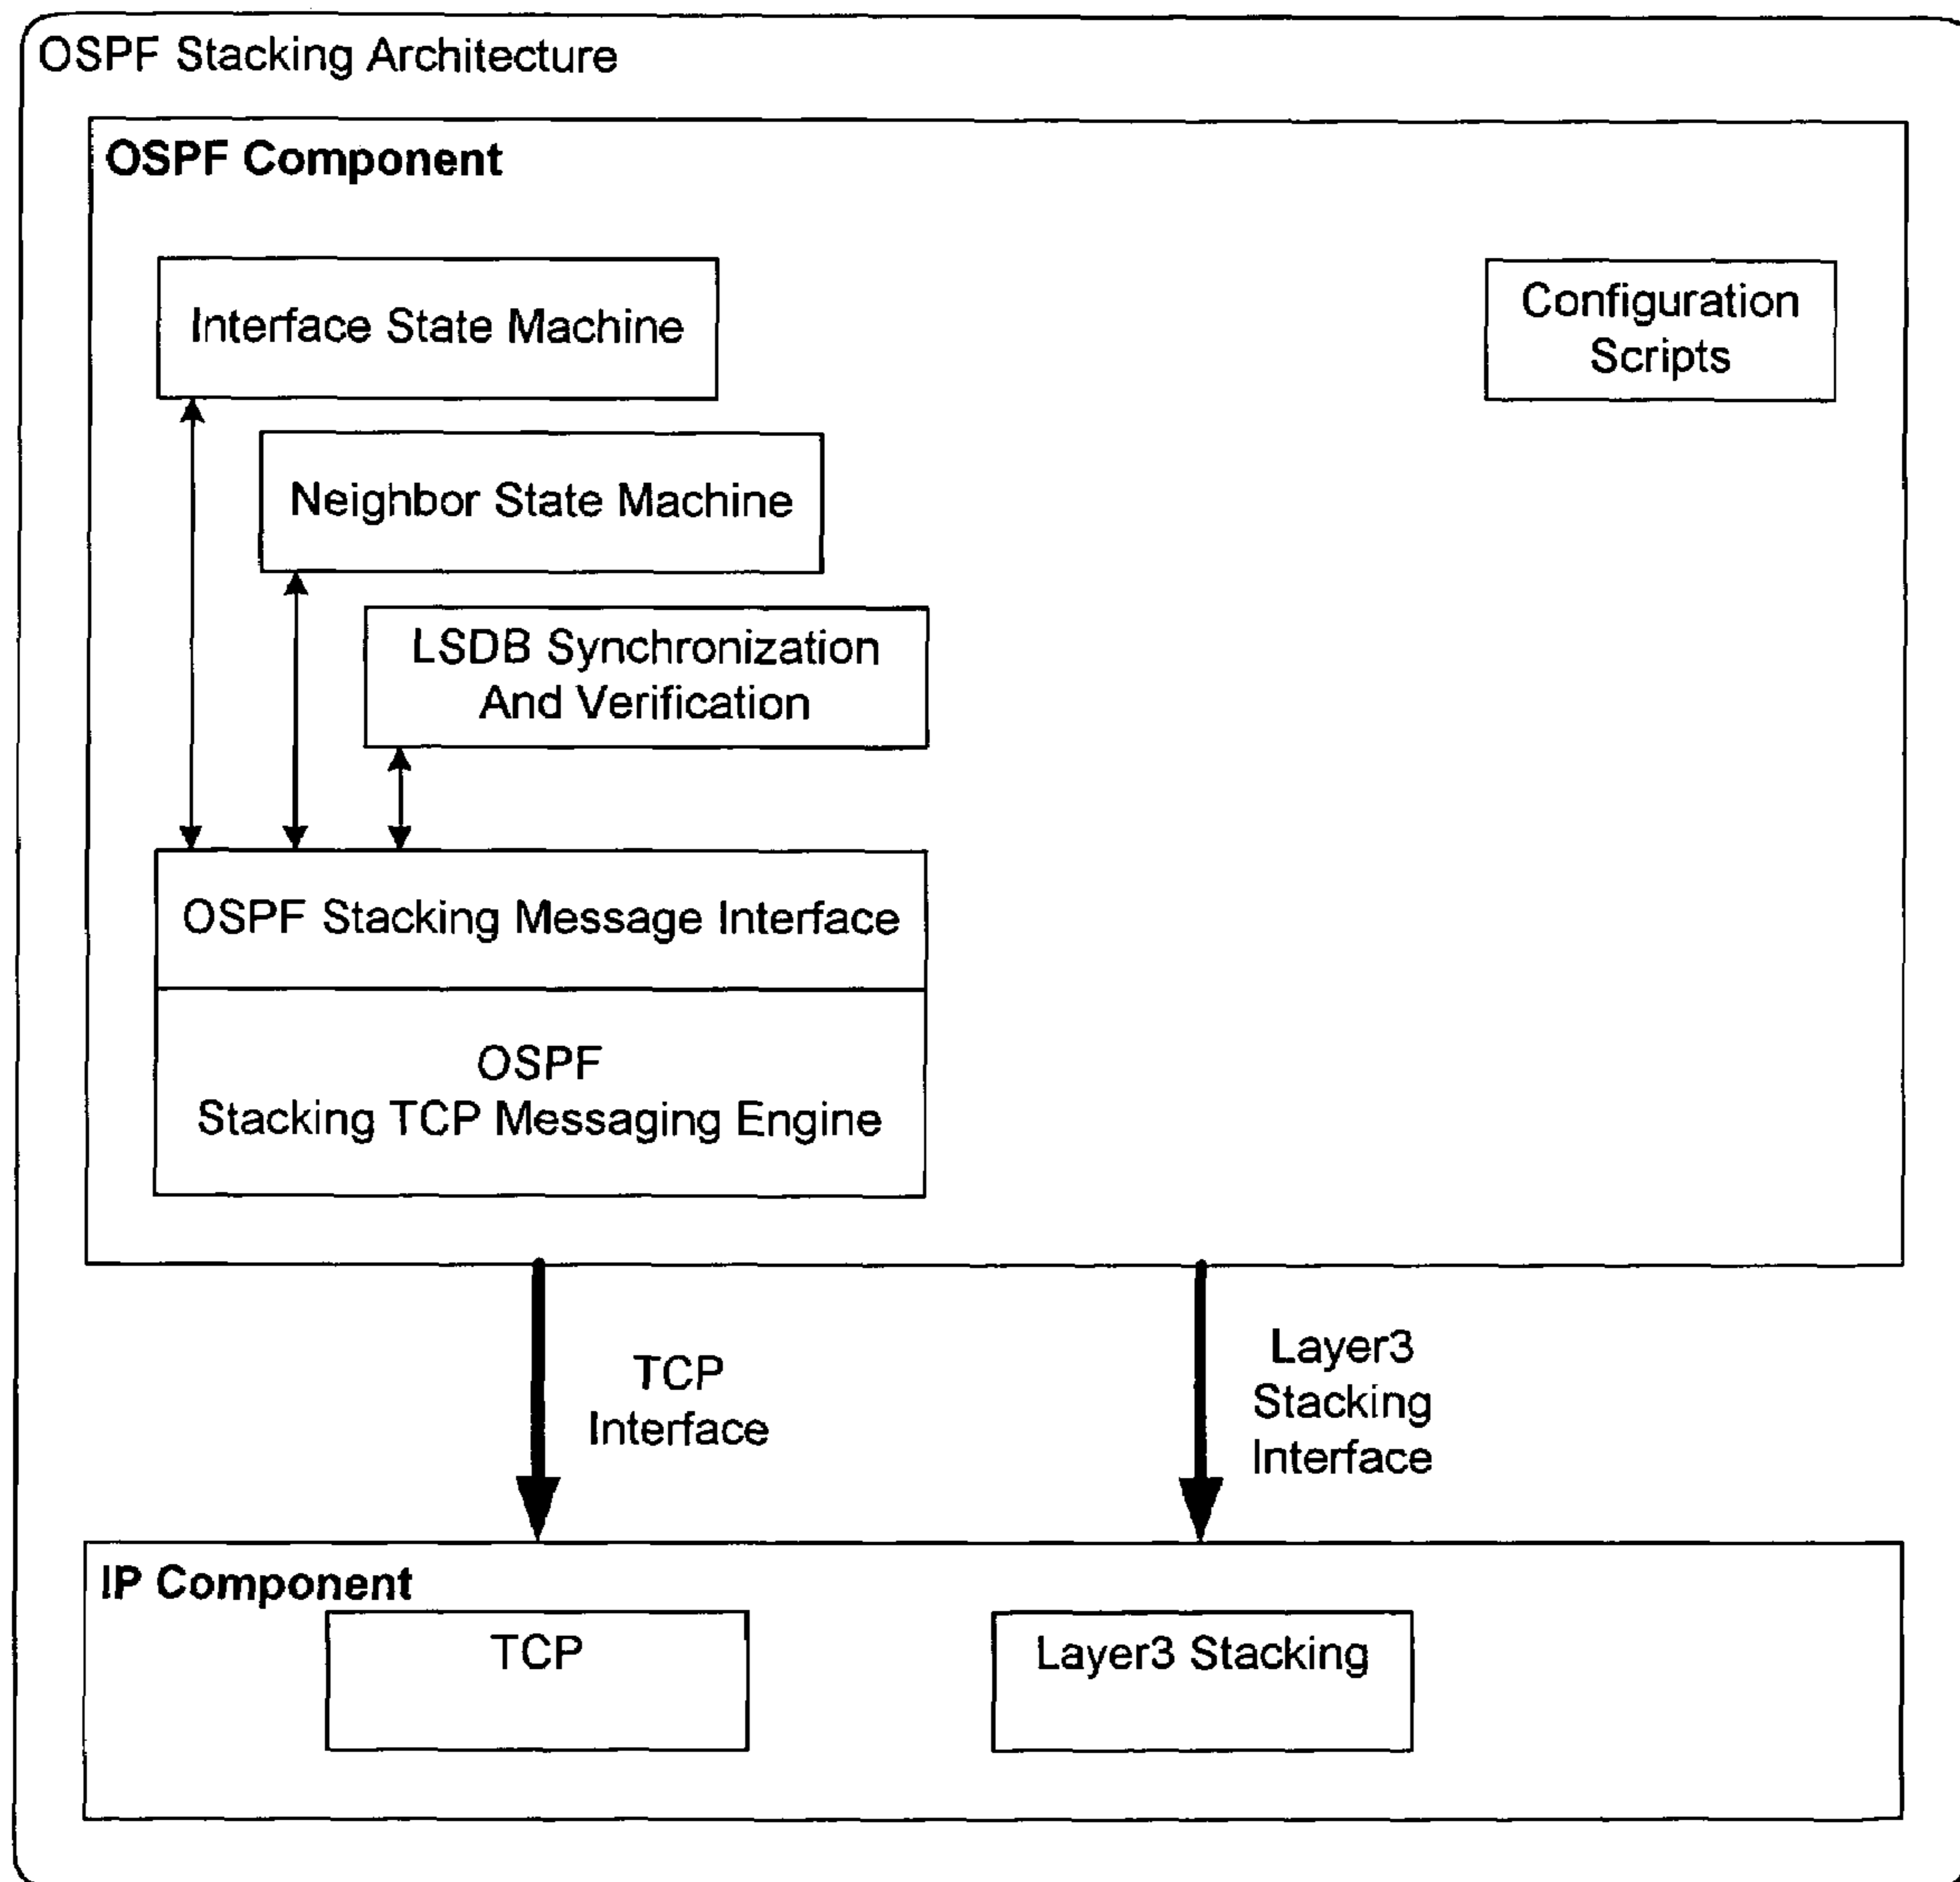 OSPF Stacking Architecture
OSPF Component
Interface State Machine
Configuration
Scripts
Neighbor State Machine
LSDB Synchronization
And Verification
OSPF Stacking Message Interface
OSPF
Stacking TCP Messaging Engine
TCP
Interface
Layer3
Stacking
Interface
IP Component
TCP
Layer3 Stacking